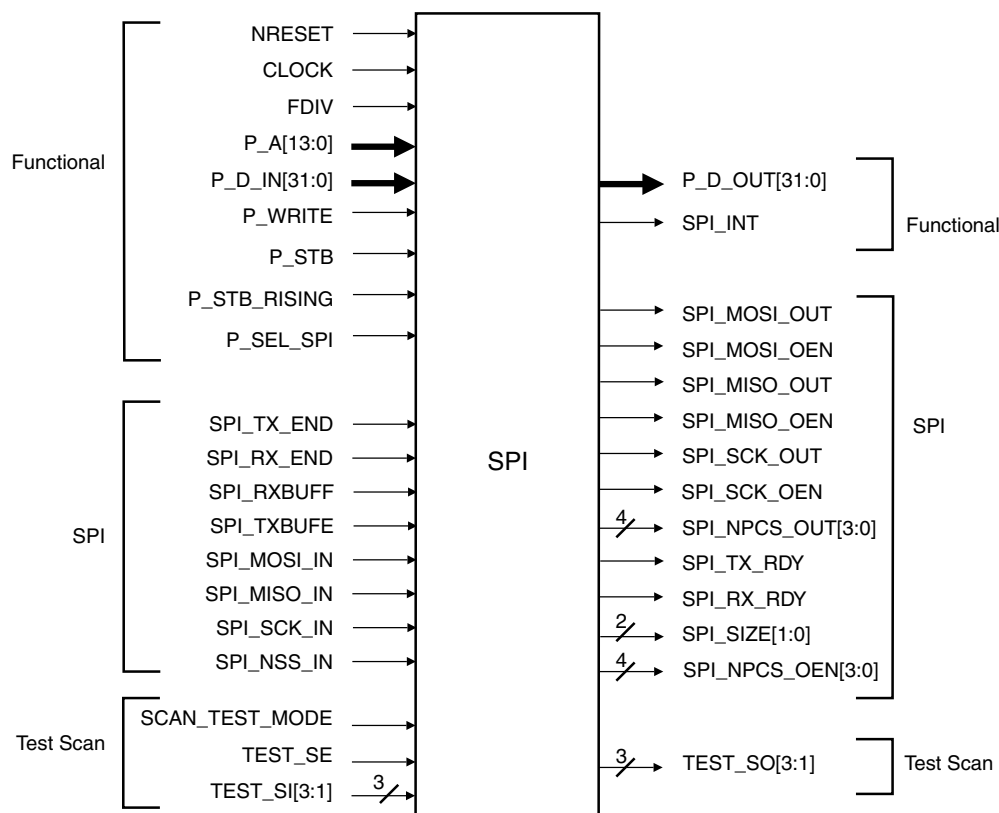 Functional
NRESET
CLOCK
FDIV
P_A[13:0]
P_D_IN[31:0]
P_WRITE
P_STB
P_STB_RISING
P_SEL_SPI
SPI
SPI_TX_END
SPI_RX_END
SPI_RXBUFF
SPI_TXBUFE
SPI_MOSI_IN
SPI_MISO_IN
SPI_SCK_IN
SPI_NSS_IN
Test Scan
SCAN_TEST_MODE
TEST_SE
TEST_SI[3:1]
3
SPI
P_D_OUT[31:0]
SPI_INT
Functional
SPI_MOSI_OUT
SPI_MOSI_OEN
SPI_MISO_OUT
SPI_MISO_OEN
SPI_SCK_OUT
SPI_SCK_OEN
4
SPI_NPCS_OUT[3:0]
SPI_TX_RDY
SPI_RX_RDY
2
SPI_SIZE[1:0]
4
SPI_NPCS_OEN[3:0]
SPI
3
TEST_SO[3:1]
Test Scan